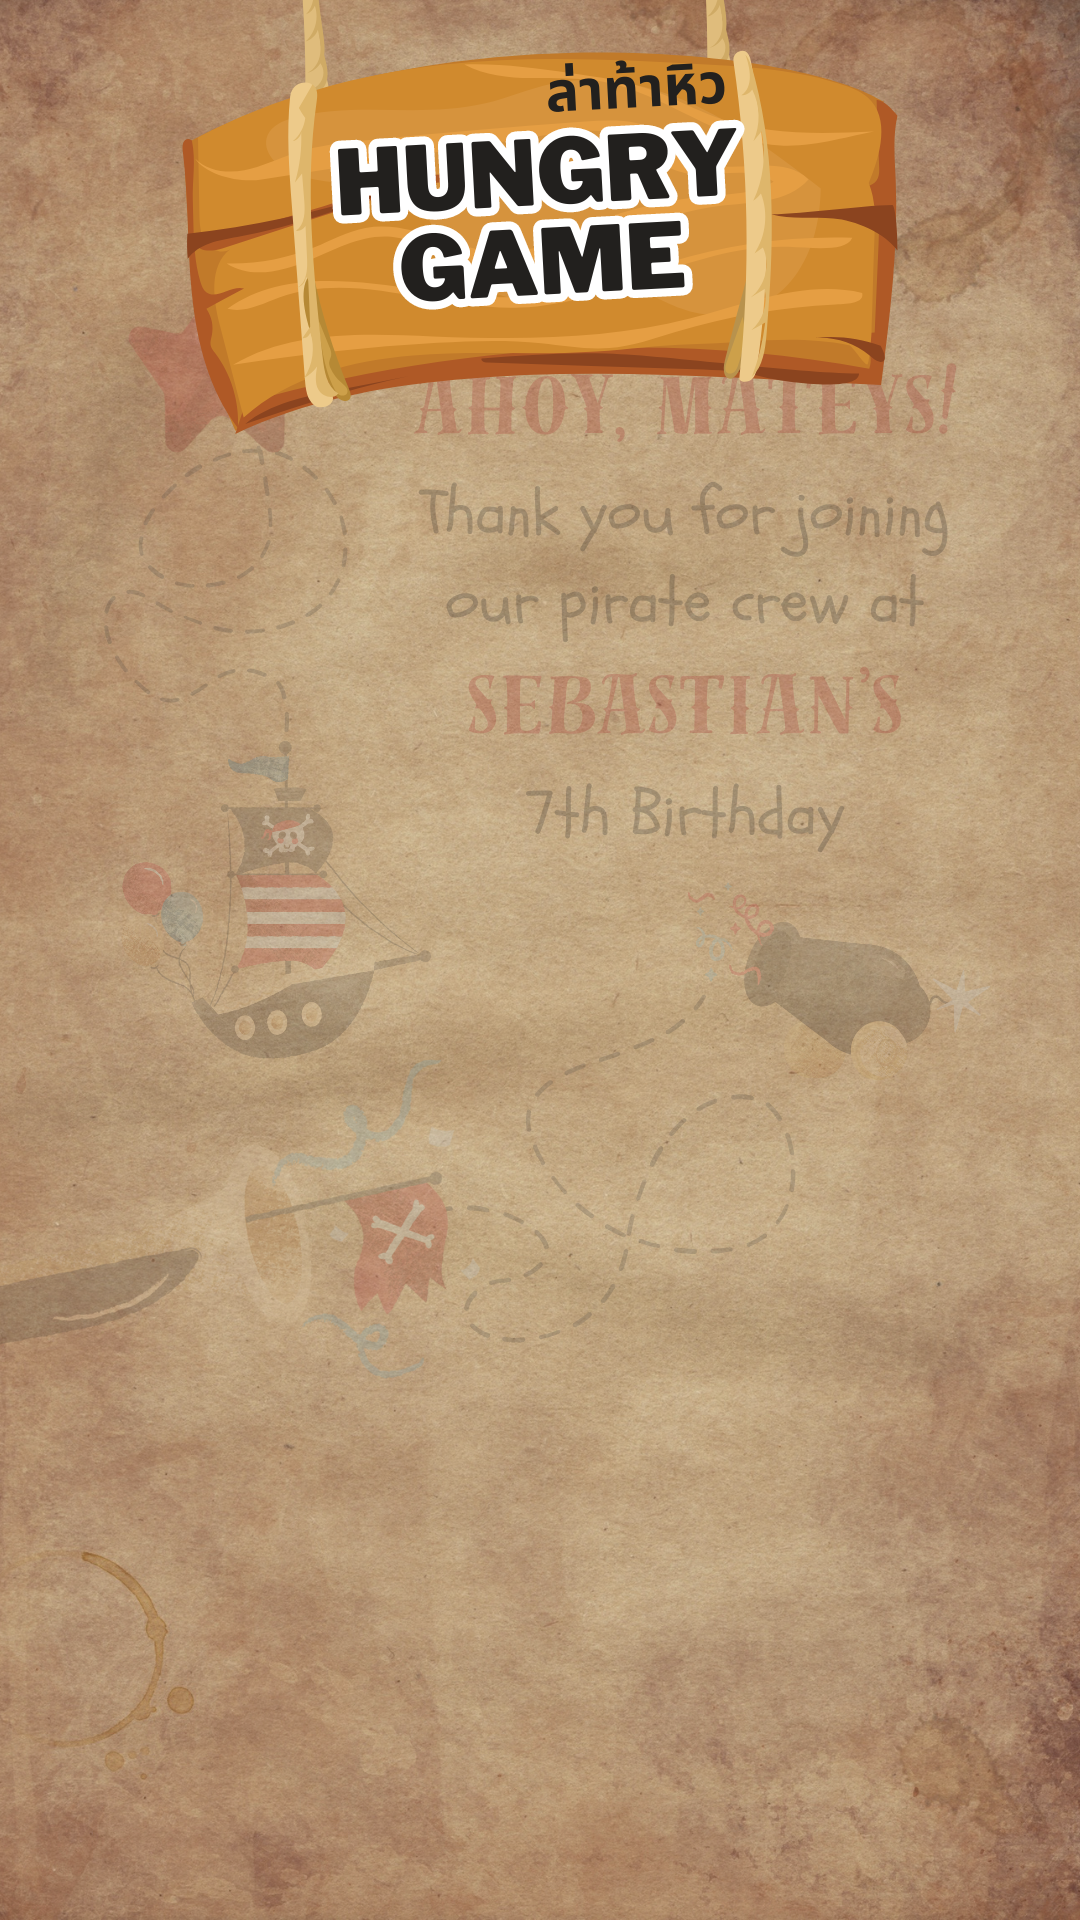 ล่าท้าหิว
HUNGRY
GAME
AHOY, MATEYS!
Thank you for joining
our pirate crew at
SEBASTIAN'S
7th Birthday